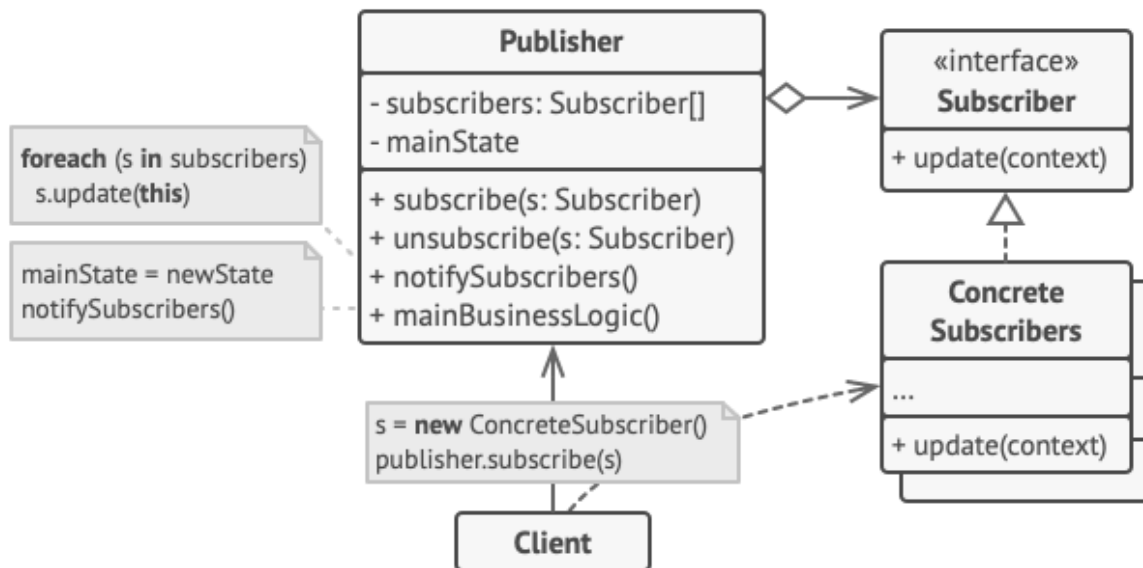 Publisher
- subscribers: Subscriber[]
- mainState
+ subscribe(s: Subscriber)
+ unsubscribe(s: Subscriber)
+ notifySubscribers()
+ mainBusinessLogic()
«interface»
Subscriber
+ update(context)
foreach (s in subscribers)
s.update(this)
mainState = newState
notifySubscribers()
Concrete
Subscribers
...
+ update(context)
s = new ConcreteSubscriber()
publisher.subscribe(s)
Client